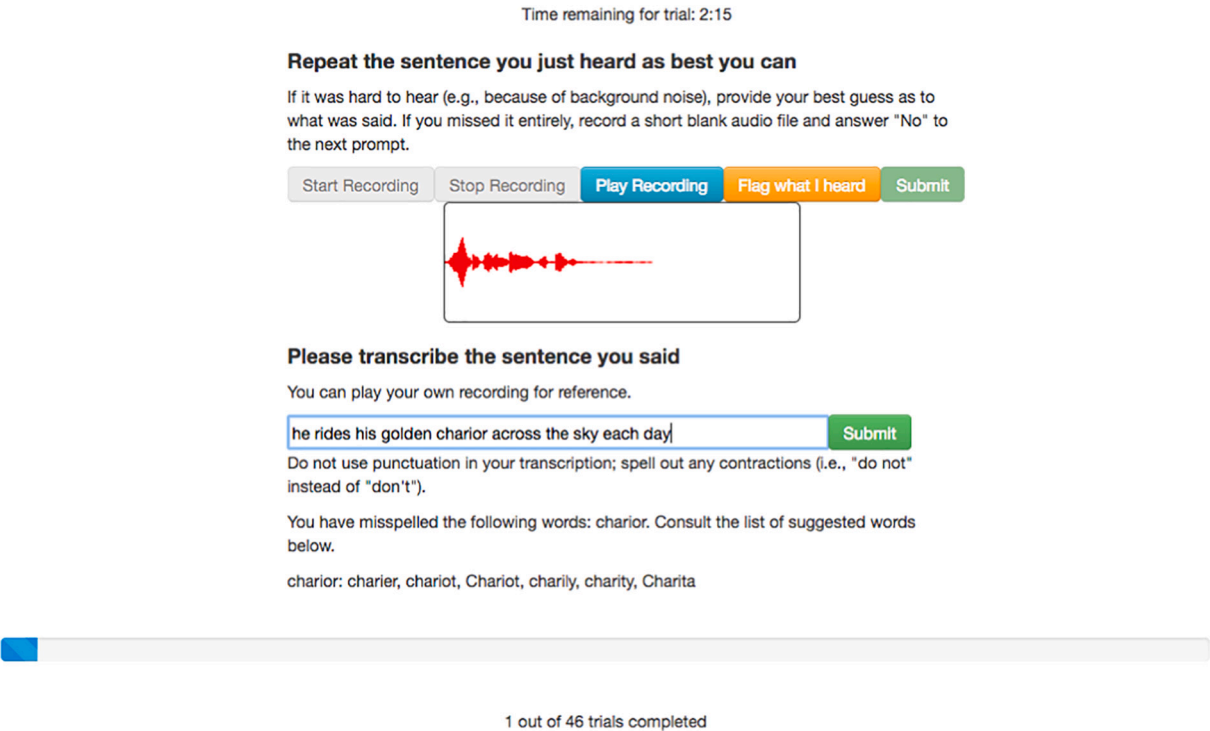 Time remaining for trial: 2:15
Repeat the sentence you just heard as best you can
If it was hard to hear (e.g., because of background noise), provide your best guess as to
what was said. If you missed it entirely, record a short blank audio file and answer "No" to
the next prompt.
Start Recording Stop Recording Play Recording Flag what I heard Submit
Please transcribe the sentence you said
You can play your own recording for reference.
he rides his golden charior across the sky each day Submit
Do not use punctuation in your transcription; spell out any contractions (i.e., "do not"
instead of "don't").
You have misspelled the following words: charior. Consult the list of suggested words
below.
charior: charier, chariot, Chariot, charily, charity, Charita
1 out of 46 trials completed